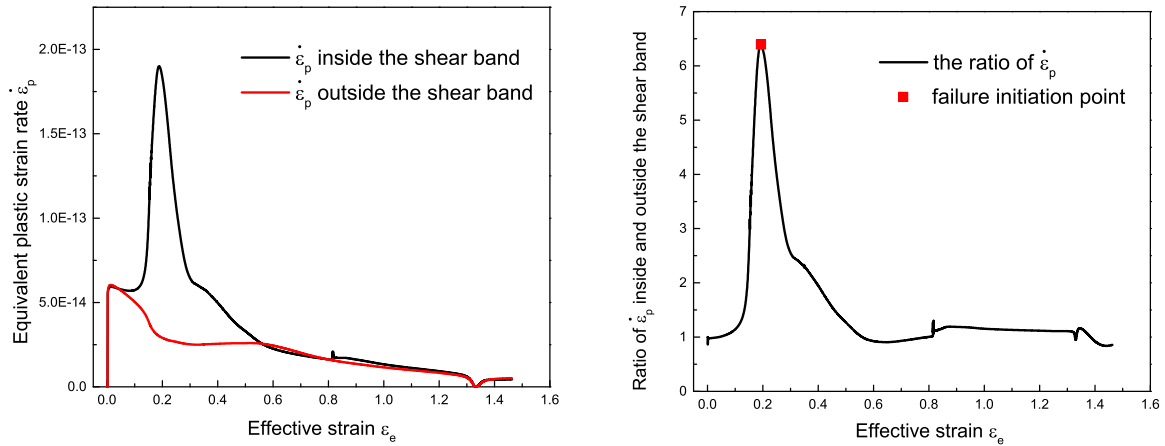 Equivalent plastic strain rate ε̇p
2.0E-13
1.5E-13
1.0E-13
5.0E-14
0.0
ε̇p inside the shear band
ε̇p outside the shear band
0.0 0.2 0.4 0.6 0.8 1.0 1.2 1.4 1.6
Effective strain εe
Ratio of ε̇p inside and outside the shear band
7
6
5
4
3
2
1
0
the ratio of ε̇p
failure initiation point
0.0 0.2 0.4 0.6 0.8 1.0 1.2 1.4 1.6
Effective strain εe